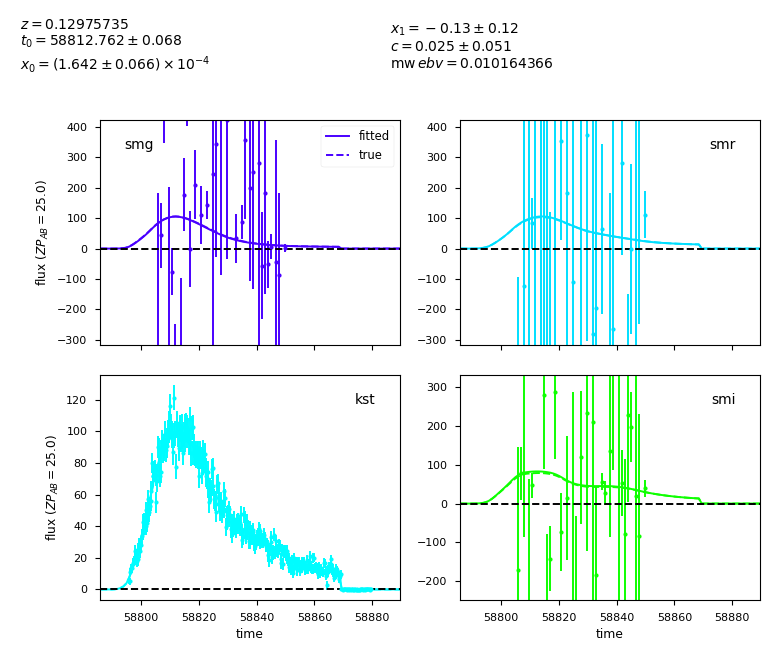 z = 0.12975735
t₀ = 58812.762 ± 0.068
x₀ = (1.642 ± 0.066) × 10⁻⁴
x₁ = −0.13 ± 0.12
c = 0.025 ± 0.051
mw ebv = 0.010164366
smg
fitted
true
400
300
200
100
0
−100
−200
−300
flux (ZP_AB = 25.0)
smr
400
300
200
100
0
−100
−200
−300
kst
120
100
80
60
40
20
0
flux (ZP_AB = 25.0)
58800 58820 58840 58860 58880
time
smi
300
200
100
0
−100
−200
58800 58820 58840 58860 58880
time